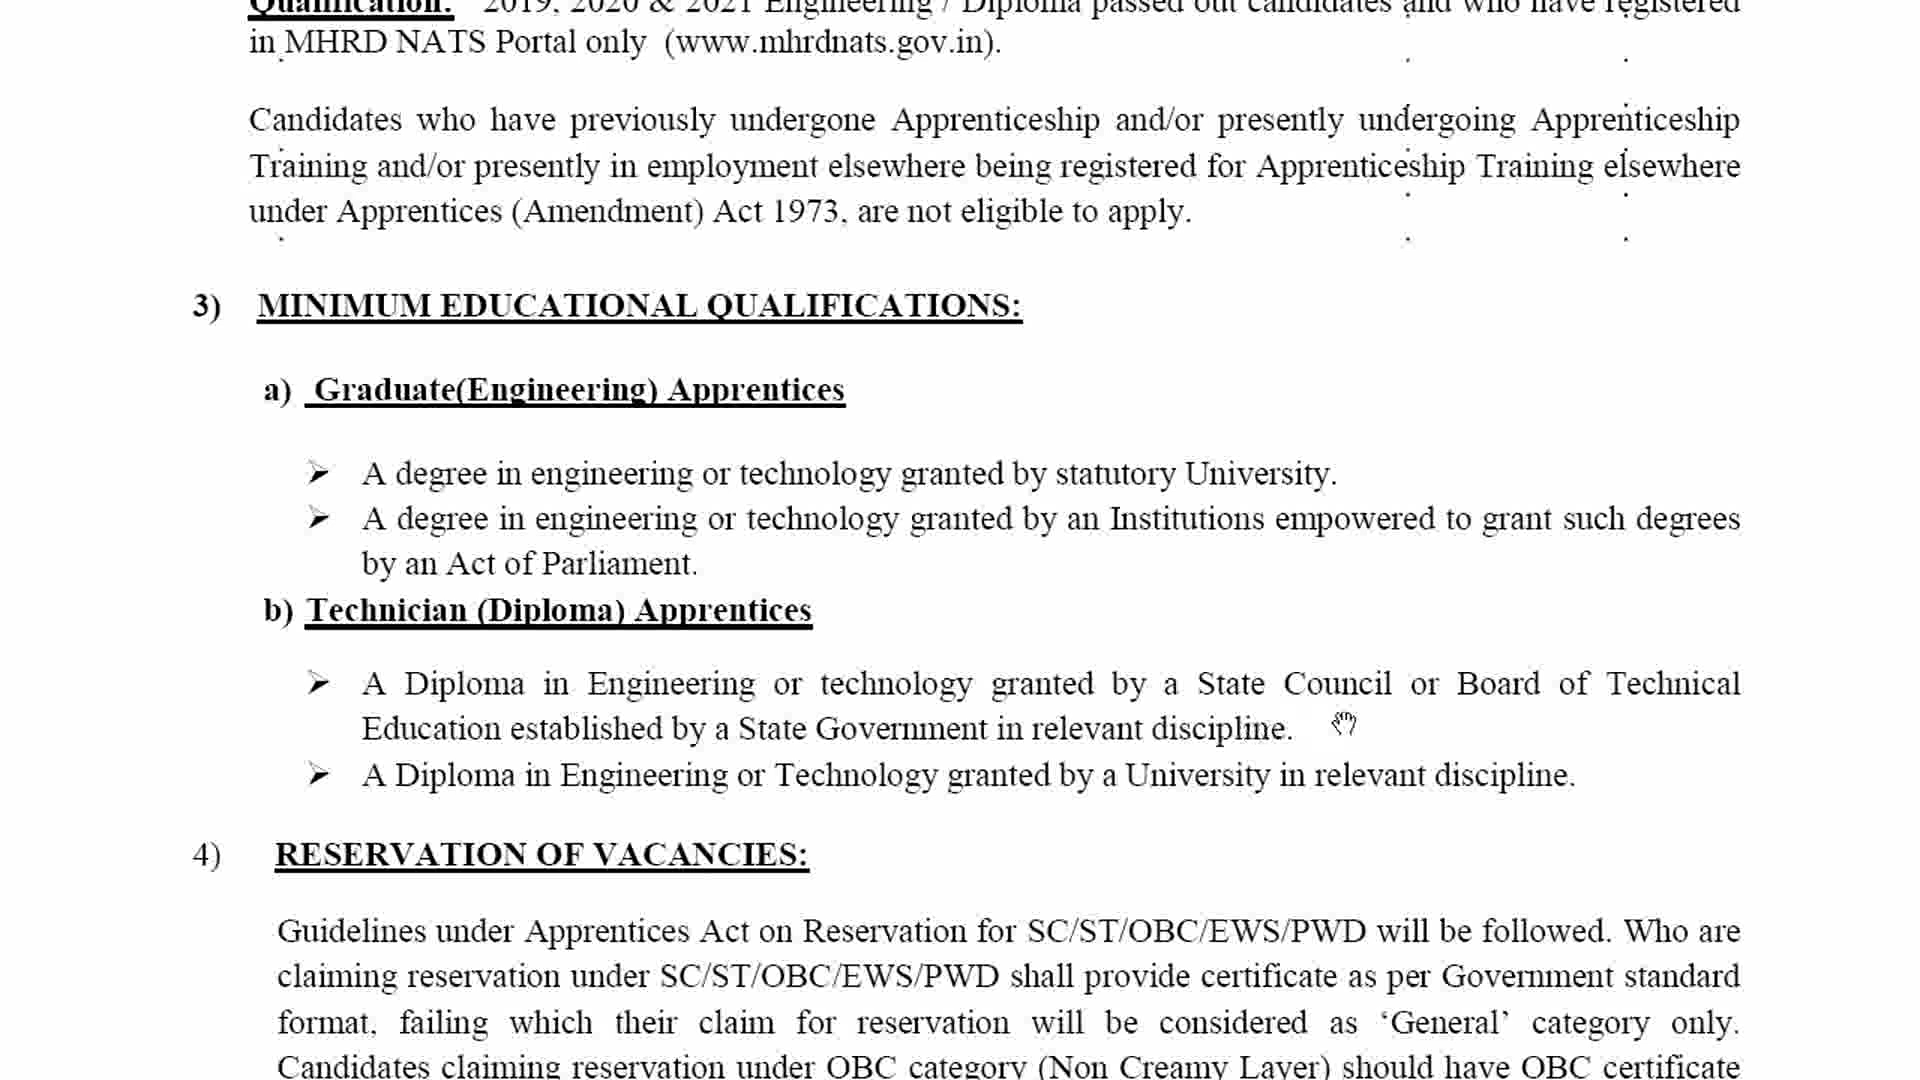 Qualification: 2019, 2020 & 2021 Engineering / Diploma passed out candidates and who have registered
in MHRD NATS Portal only (www.mhrdnats.gov.in).
Candidates who have previously undergone Apprenticeship and/or presently undergoing Apprenticeship
Training and/or presently in employment elsewhere being registered for Apprenticeship Training elsewhere
under Apprentices (Amendment) Act 1973, are not eligible to apply.
3) MINIMUM EDUCATIONAL QUALIFICATIONS:
a) Graduate(Engineering) Apprentices
➢ A degree in engineering or technology granted by statutory University.
➢ A degree in engineering or technology granted by an Institutions empowered to grant such degrees
by an Act of Parliament.
b) Technician (Diploma) Apprentices
➢ A Diploma in Engineering or technology granted by a State Council or Board of Technical
Education established by a State Government in relevant discipline.
➢ A Diploma in Engineering or Technology granted by a University in relevant discipline.
4) RESERVATION OF VACANCIES:
Guidelines under Apprentices Act on Reservation for SC/ST/OBC/EWS/PWD will be followed. Who are
claiming reservation under SC/ST/OBC/EWS/PWD shall provide certificate as per Government standard
format, failing which their claim for reservation will be considered as ‘General’ category only.
Candidates claiming reservation under OBC category (Non Creamy Layer) should have OBC certificate